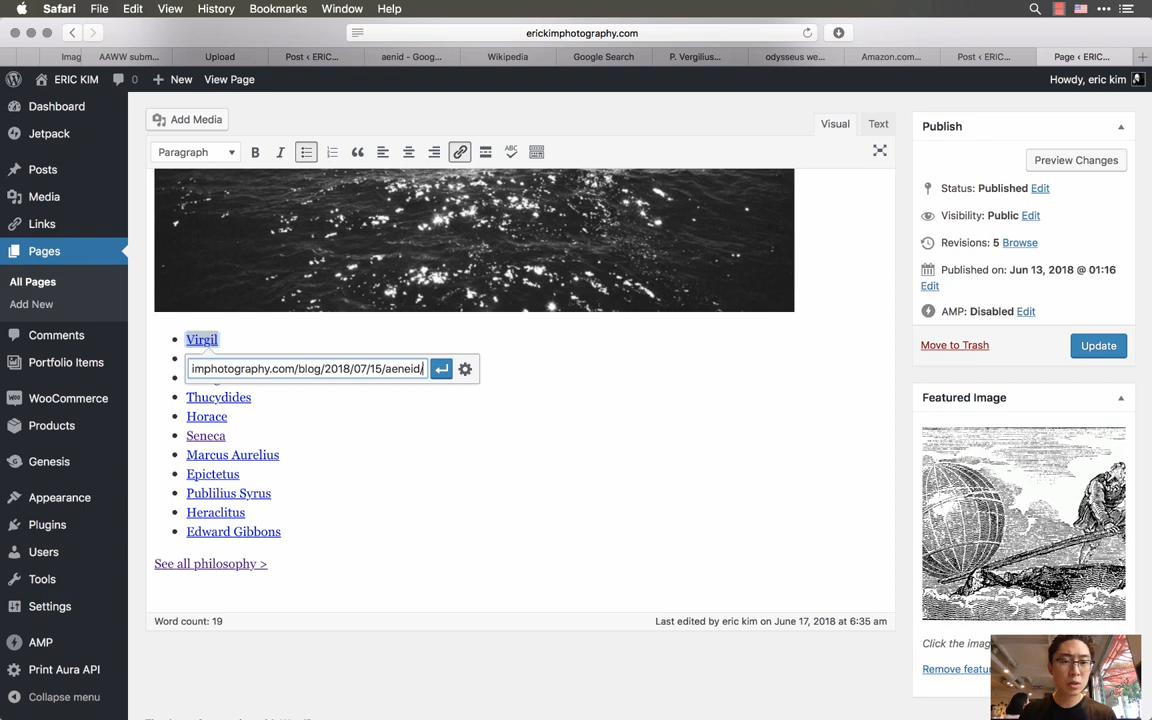 Safari File Edit View History Bookmarks Window Help
erickimphotography.com
Imag AAWW subm... Upload Post ‹ ERIC... aenid - Goog... Wikipedia Google Search P. Vergilius... odysseus we... Amazon.com... Post ‹ ERIC... Page ‹ ERIC...
ERIC KIM 0 + New View Page Howdy, eric kim
Dashboard
Jetpack
Posts
Media
Links
Pages
All Pages
Add New
Comments
Portfolio Items
WooCommerce
Products
Genesis
Appearance
Plugins
Users
Tools
Settings
AMP
Print Aura API
Collapse menu
Add Media
Visual Text
Paragraph B I ABC
Virgil
imphotography.com/blog/2018/07/15/aeneid/
Thucydides
Horace
Seneca
Marcus Aurelius
Epictetus
Publilius Syrus
Heraclitus
Edward Gibbons
See all philosophy >
Word count: 19 Last edited by eric kim on June 17, 2018 at 6:35 am
Publish
Preview Changes
Status: Published Edit
Visibility: Public Edit
Revisions: 5 Browse
Published on: Jun 13, 2018 @ 01:16
Edit
AMP: Disabled Edit
Move to Trash Update
Featured Image
Click the imag
Remove featu